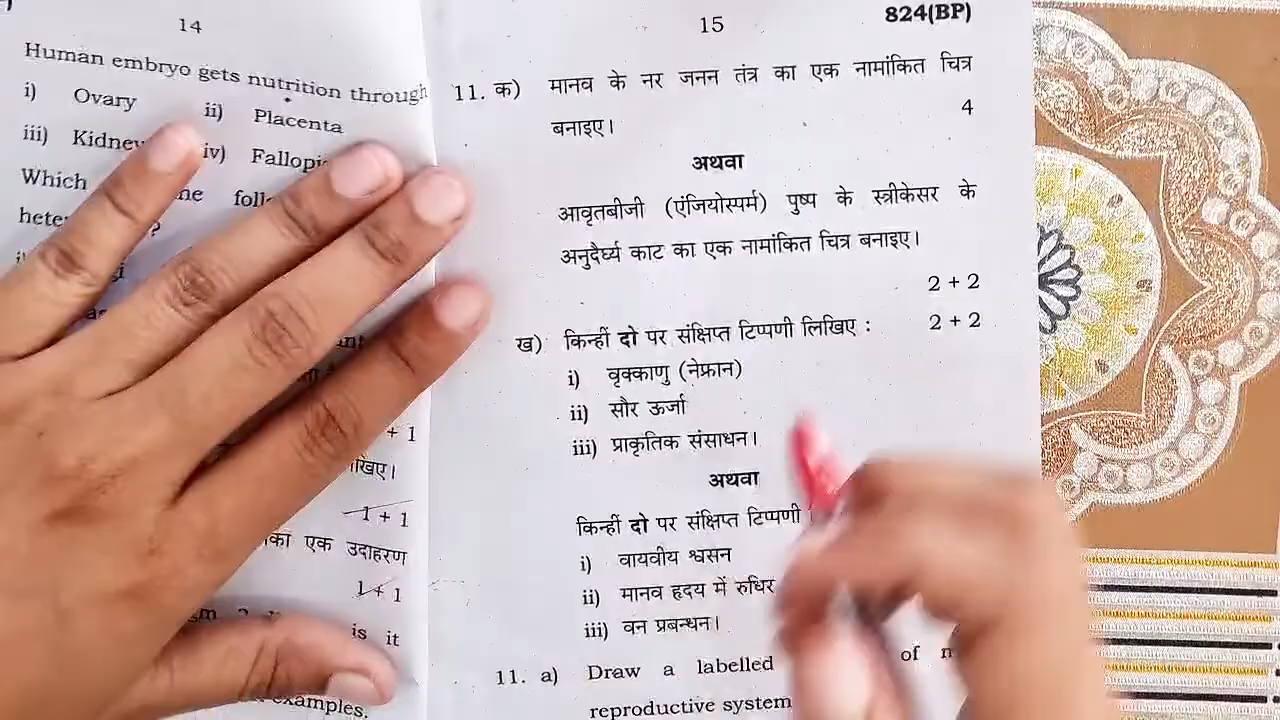 14
Human embryo gets nutrition through
i) Ovary ii) Placenta
iii) Kidney iv)
Which
?
+ 1
1 + 1
एक उदाहरण
1 + 1
is it
examples.
15
824(BP)
11. क) मानव के नर जनन तंत्र का एक नामांकित चित्र
बनाइए। 4
अथवा
आवृतबीजी (एंजियोस्पर्म) पुष्प के स्त्रीकेसर के
अनुदैर्घ्य काट का एक नामांकित चित्र बनाइए।
2 + 2
ख) किन्हीं दो पर संक्षिप्त टिप्पणी लिखिए : 2 + 2
i) वृक्काणु (नेफ्रान)
ii) सौर ऊर्जा
iii) प्राकृतिक संसाधन।
अथवा
किन्हीं दो पर संक्षिप्त टिप्पणी
i) वायवीय श्वसन
ii) मानव हृदय में रुधिर
iii) वन प्रबन्धन।
11. a) Draw a labelled of
reproductive system